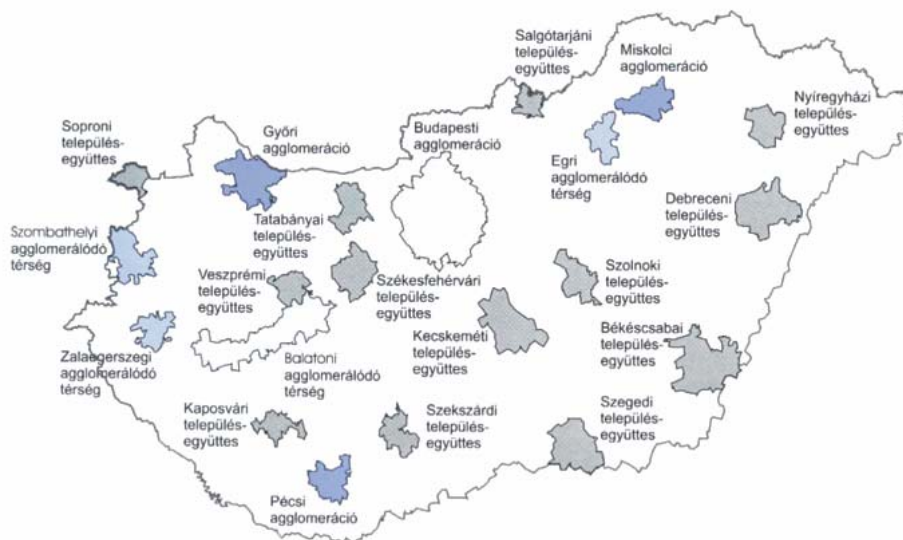 Salgótarjáni
település-
együttes
Miskolci
agglomeráció
Nyíregyházi
település-
együttes
Soproni
település-
együttes
Győri
agglomeráció
Budapesti
agglomeráció
Egri
agglomerálódó
térség
Debreceni
település-
együttes
Tatabányai
település-
együttes
Szombathelyi
agglomerálódó
térség
Veszprémi
település-
együttes
Székesfehérvári
település-
együttes
Szolnoki
település-
együttes
Kecskeméti
település-
együttes
Békéscsabai
település-
együttes
Zalaegerszegi
agglomerálódó
térség
Balatoni
agglomerálódó
térség
Kaposvári
település-
együttes
Szekszárdi
település-
együttes
Szegedi
település-
együttes
Pécsi
agglomeráció